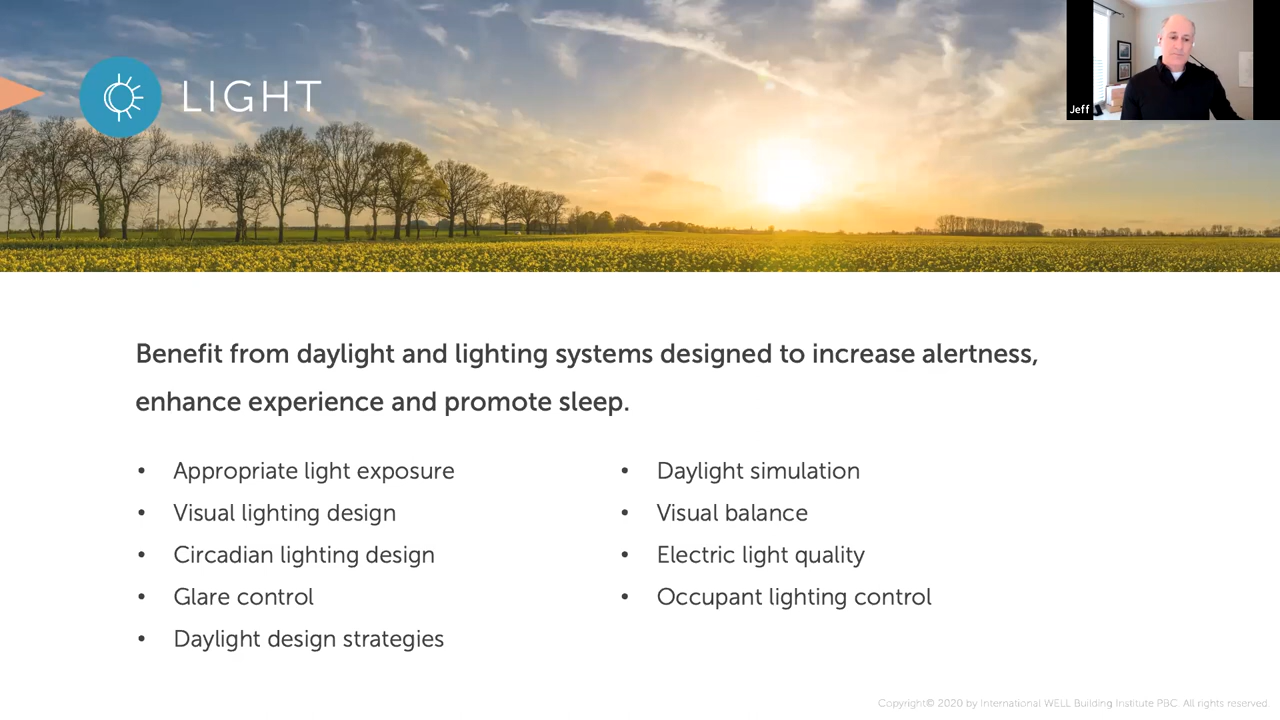 LIGHT
Jeff
Benefit from daylight and lighting systems designed to increase alertness,
enhance experience and promote sleep.
• Appropriate light exposure
• Visual lighting design
• Circadian lighting design
• Glare control
• Daylight design strategies
• Daylight simulation
• Visual balance
• Electric light quality
• Occupant lighting control
Copyright© 2020 by International WELL Building Institute PBC. All rights reserved.